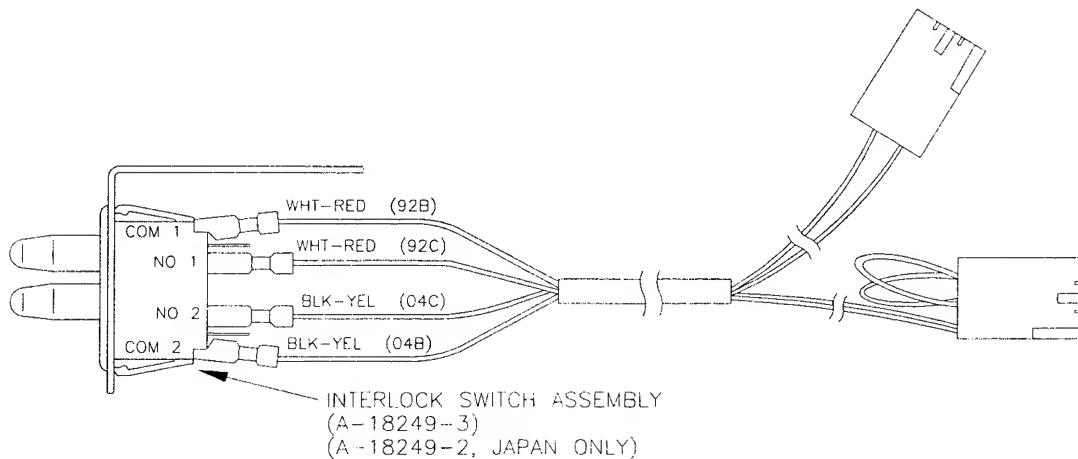 WHT-RED (92B)
COM 1
WHT-RED (92C)
NO 1
BLK-YEL (04C)
NO 2
BLK-YEL (04B)
COM 2
INTERLOCK SWITCH ASSEMBLY
(A-18249-3)
(A-18249-2, JAPAN ONLY)